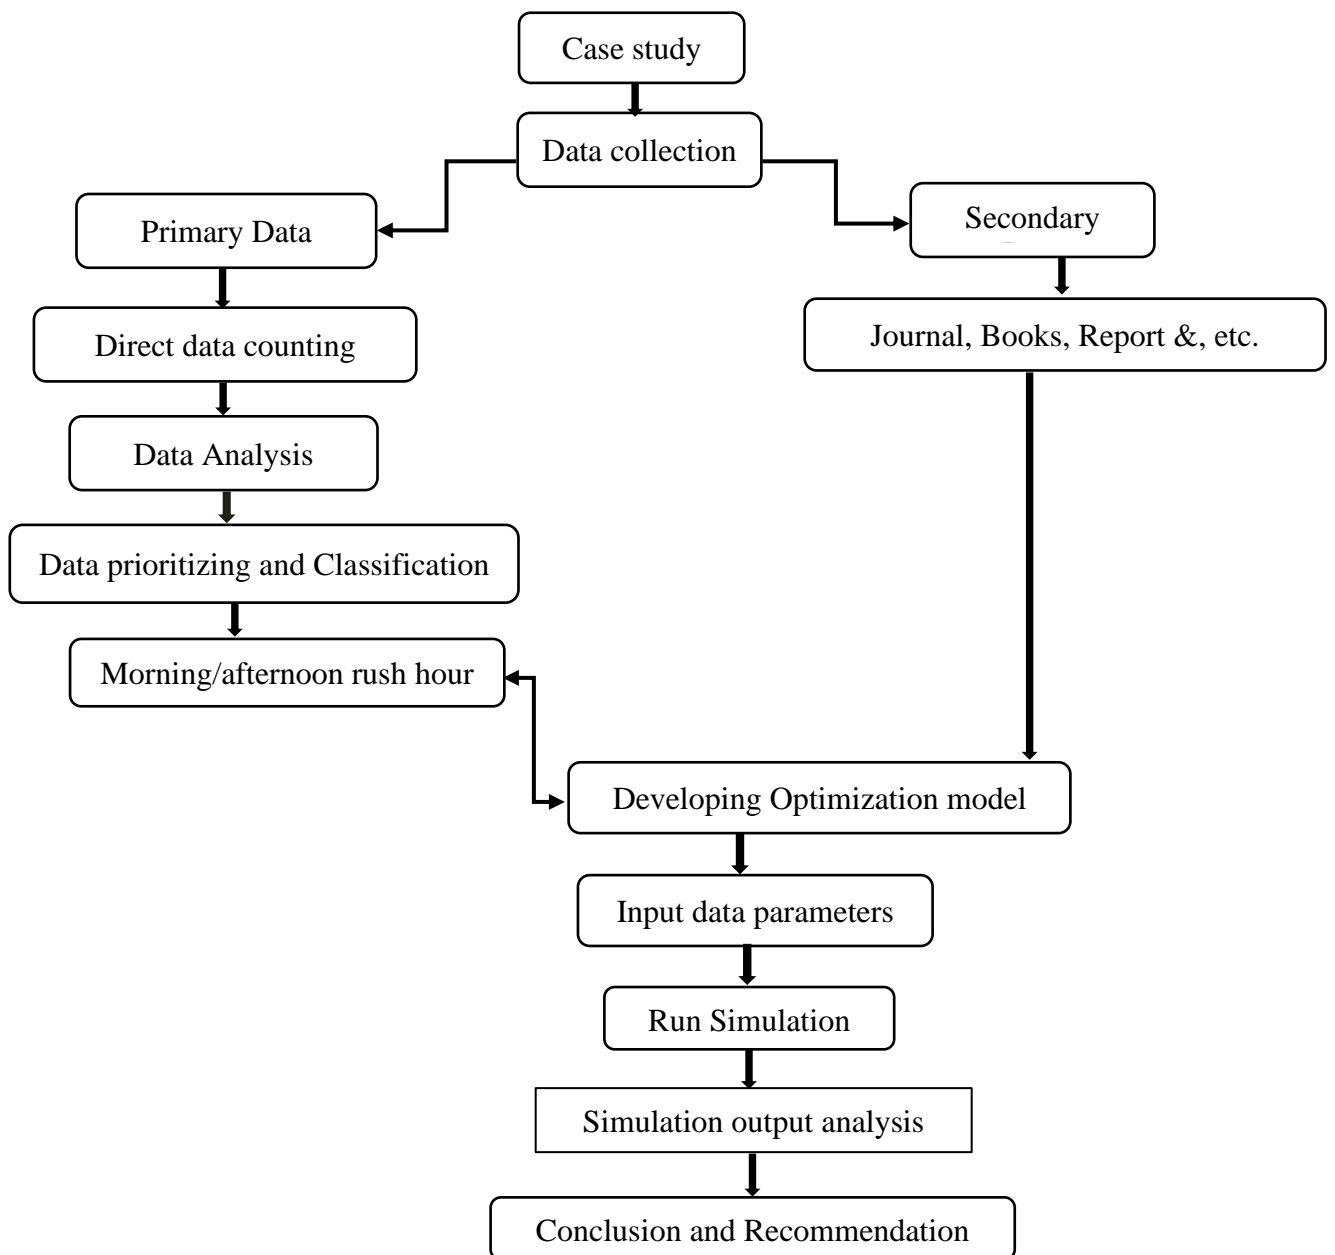 Case study
Data collection
Primary Data
Secondary
Direct data counting
Journal, Books, Report &, etc.
Data Analysis
Data prioritizing and Classification
Morning/afternoon rush hour
Developing Optimization model
Input data parameters
Run Simulation
Simulation output analysis
Conclusion and Recommendation